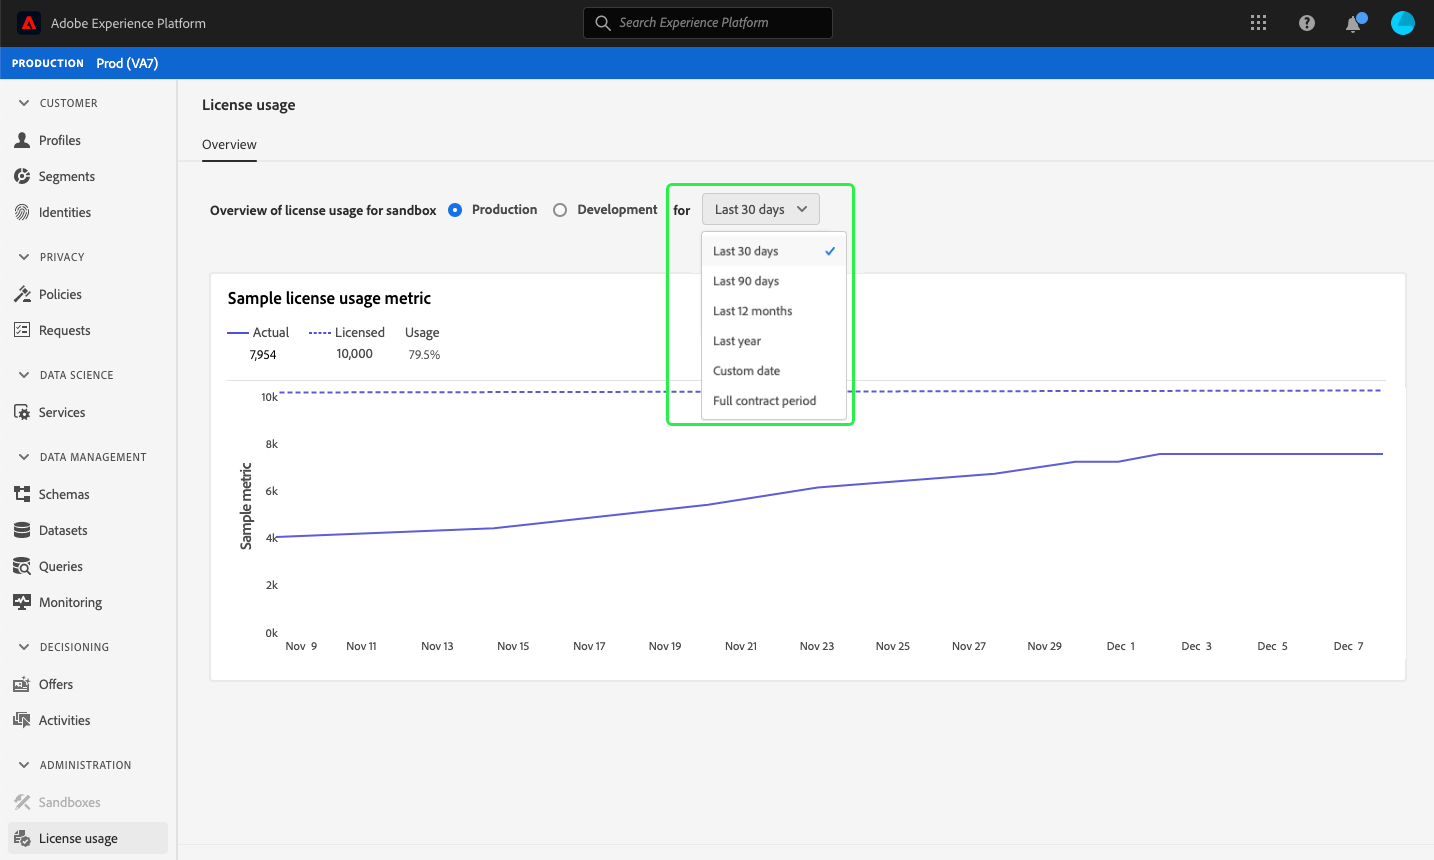 Adobe Experience Platform
Search Experience Platform
PRODUCTION Prod (VA7)
CUSTOMER
Profiles
Segments
Identities
PRIVACY
Policies
Requests
DATA SCIENCE
Services
DATA MANAGEMENT
Schemas
Datasets
Queries
Monitoring
DECISIONING
Offers
Activities
ADMINISTRATION
Sandboxes
License usage
License usage
Overview
Overview of license usage for sandbox Production Development for Last 30 days
Last 30 days
Last 90 days
Last 12 months
Last year
Custom date
Full contract period
Sample license usage metric
Actual Licensed Usage
7,954 10,000 79.5%
Sample metric
10k
8k
6k
4k
2k
0k
Nov 9 Nov 11 Nov 13 Nov 15 Nov 17 Nov 19 Nov 21 Nov 23 Nov 25 Nov 27 Nov 29 Dec 1 Dec 3 Dec 5 Dec 7